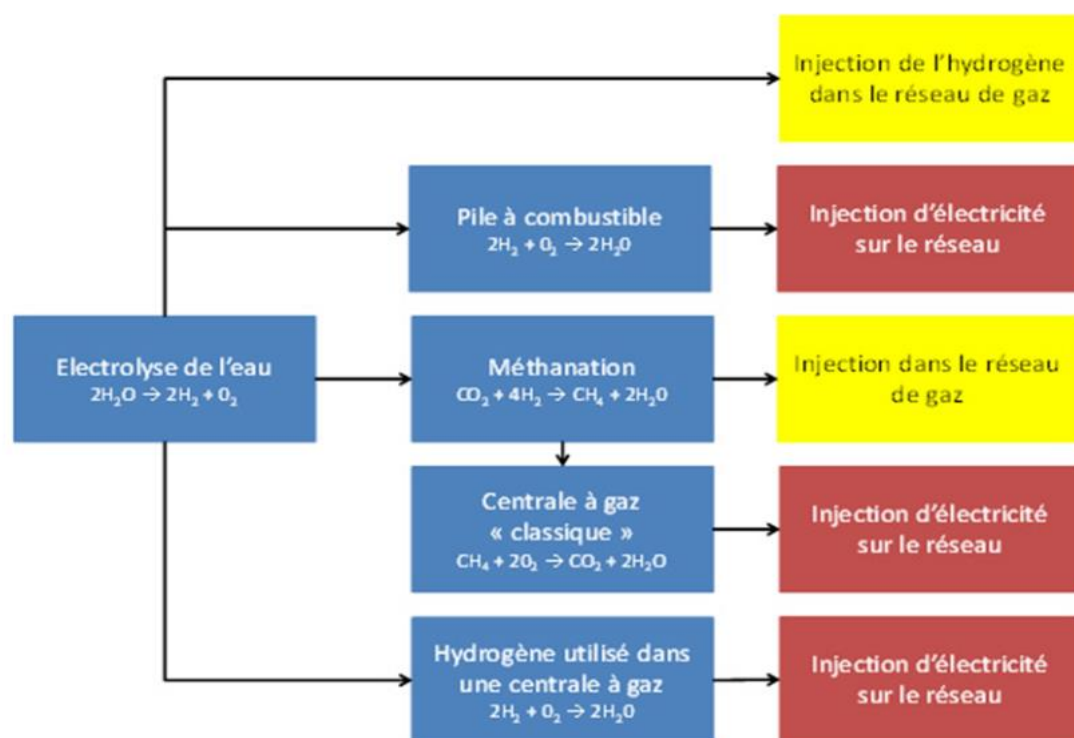 Injection de l’hydrogène
dans le réseau de gaz
Pile à combustible
2H₂ + O₂ → 2H₂0
Injection d’électricité
sur le réseau
Electrolyse de l’eau
2H₂O → 2H₂ + O₂
Méthanation
CO₂ + 4H₂ → CH₄ + 2H₂O
Injection dans le réseau
de gaz
Centrale à gaz
« classique »
CH₄ + 2O₂ → CO₂ + 2H₂O
Injection d’électricité
sur le réseau
Hydrogène utilisé dans
une centrale à gaz
2H₂ + O₂ → 2H₂O
Injection d’électricité
sur le réseau